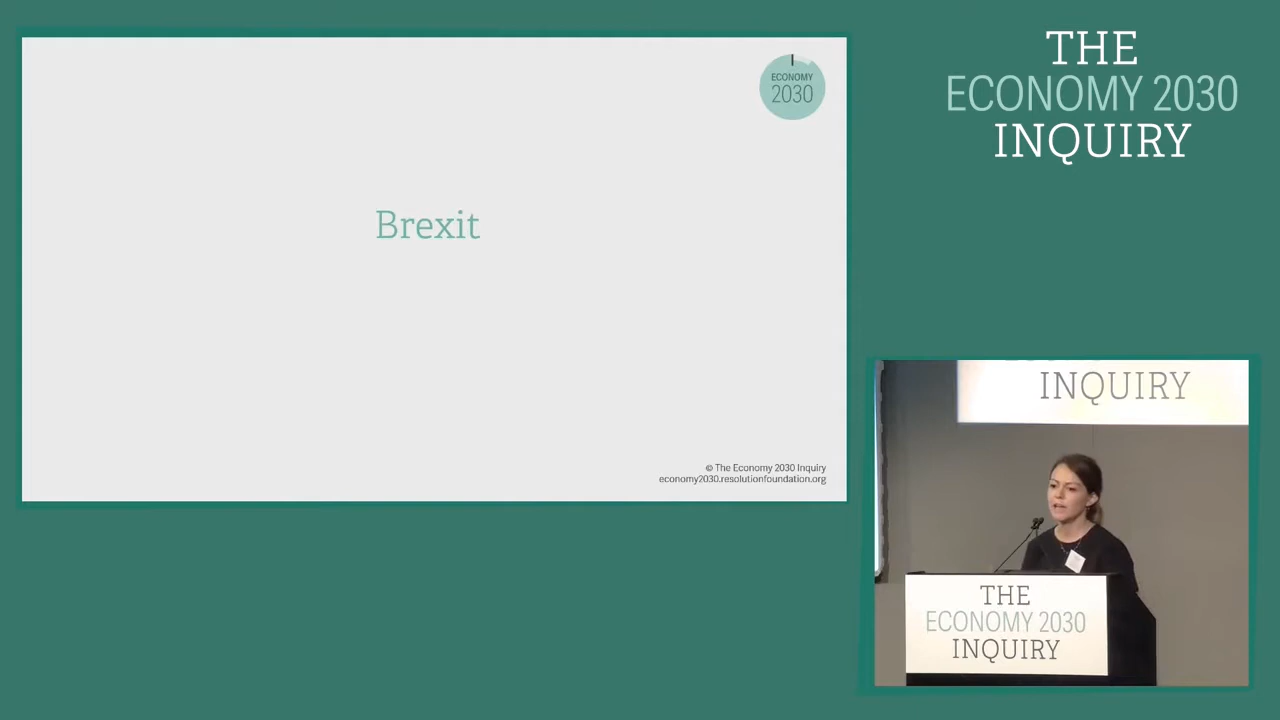 ECONOMY
2030
Brexit
© The Economy 2030 Inquiry
economy2030.resolutionfoundation.org
THE
ECONOMY 2030
INQUIRY
INQUIRY
THE
ECONOMY 2030
INQUIRY